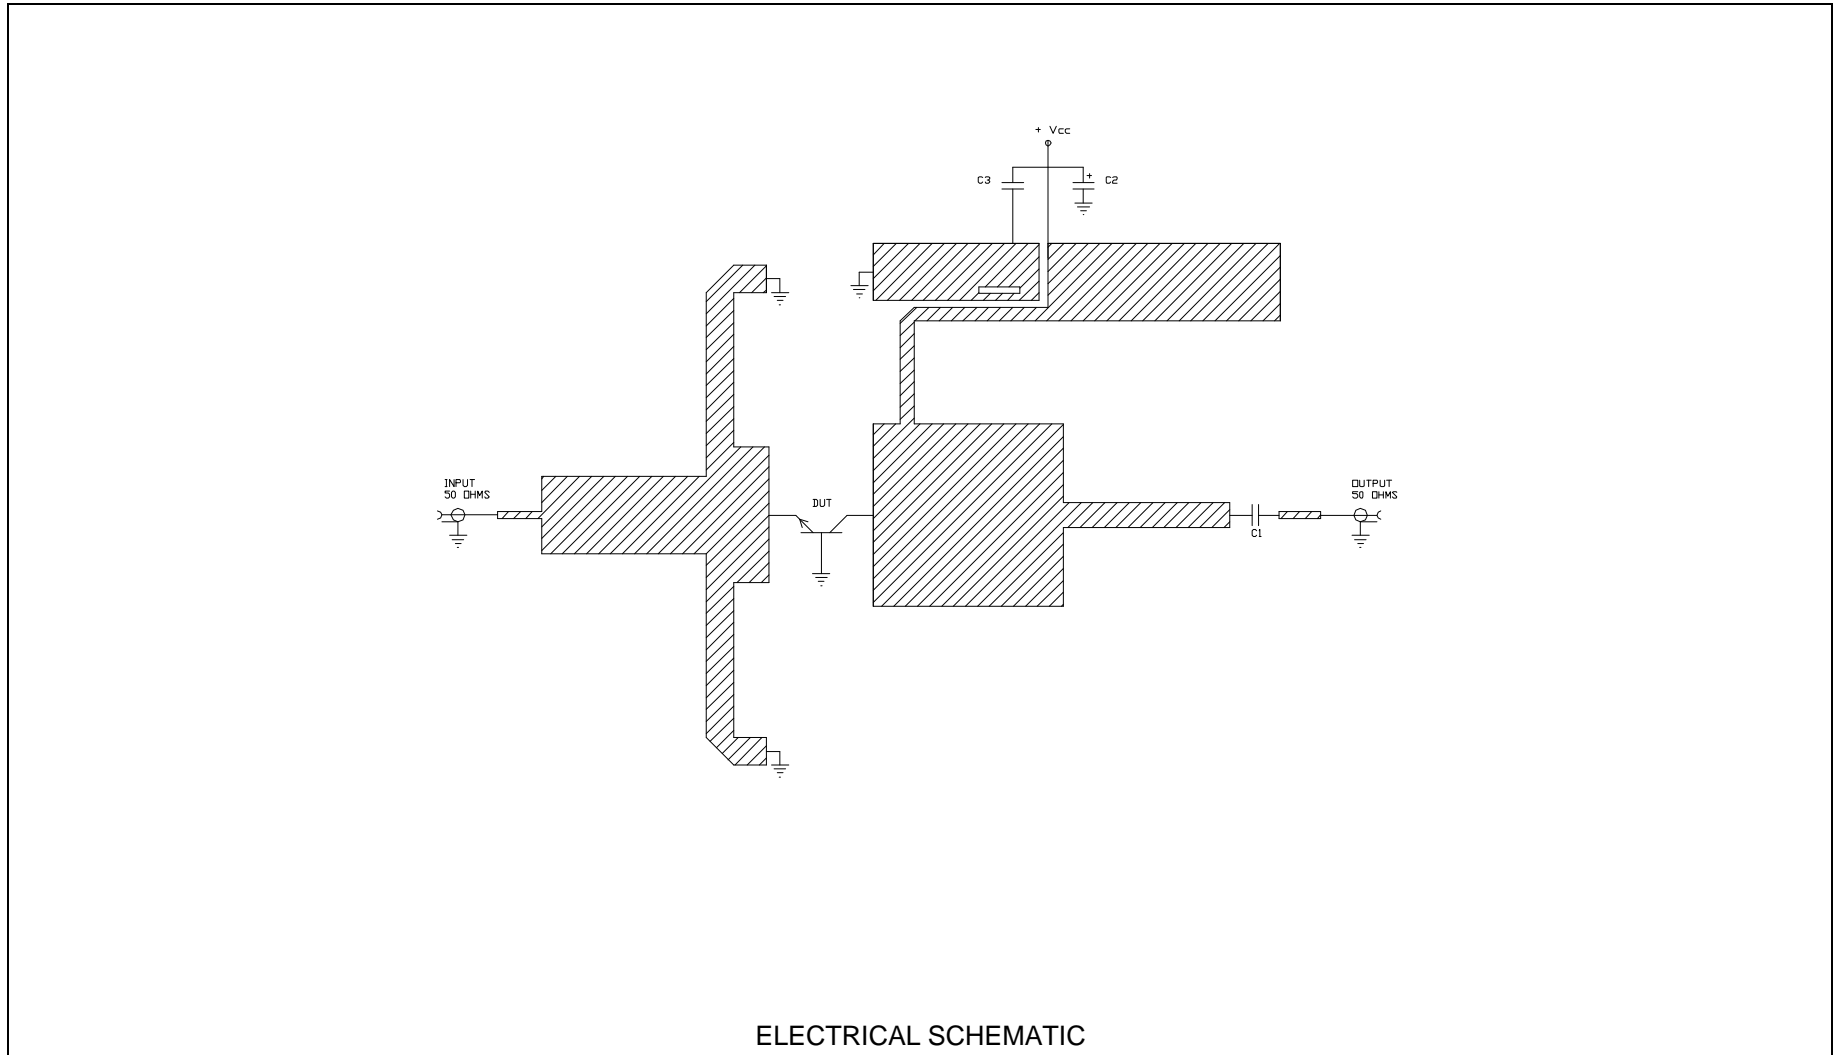 + Vcc
C3
+ C2
INPUT
50 OHMS
DUT
OUTPUT
50 OHMS
C1
ELECTRICAL SCHEMATIC